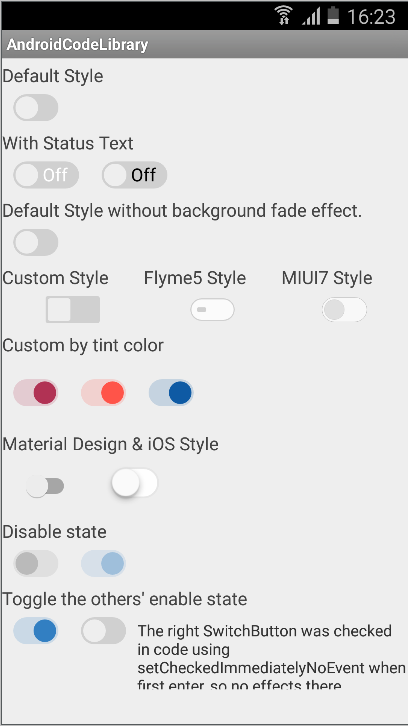 16:23
AndroidCodeLibrary
Default Style
With Status Text
Off Off
Default Style without background fade effect.
Custom Style Flyme5 Style MIUI7 Style
Custom by tint color
Material Design & iOS Style
Disable state
Toggle the others' enable state
The right SwitchButton was checked
in code using
setCheckedImmediatelyNoEvent when
first enter, so no effects there